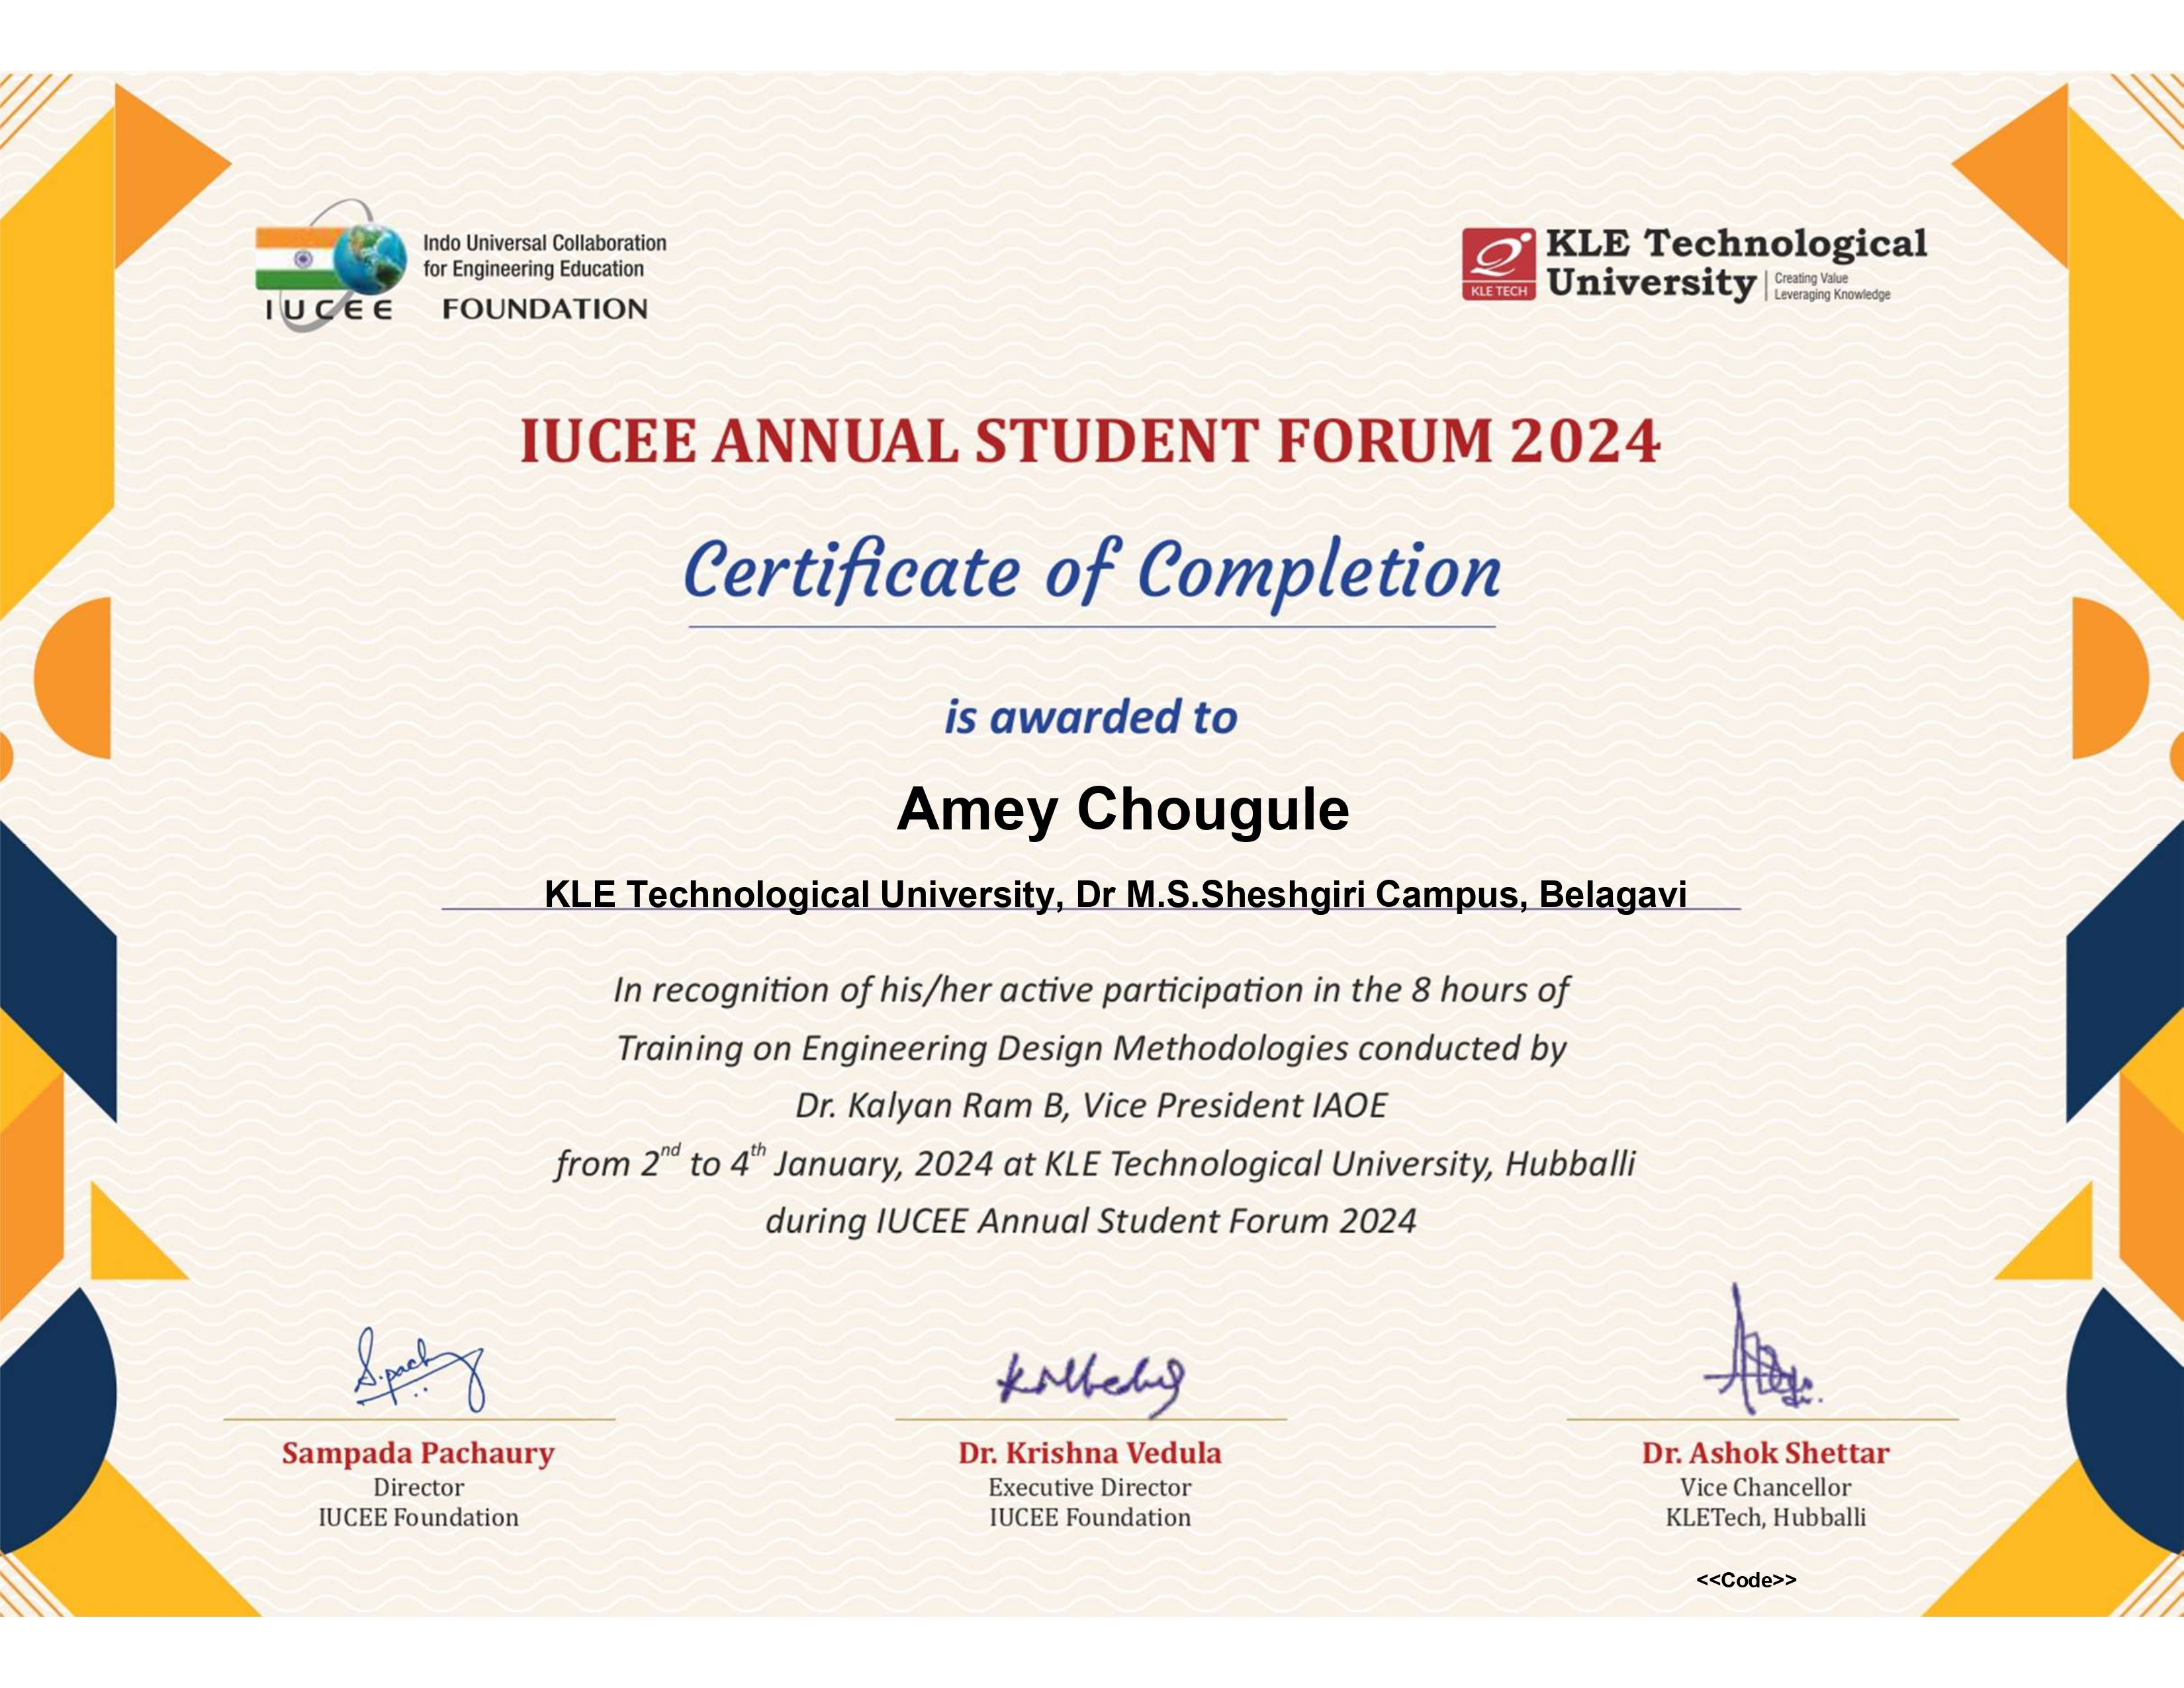 Indo Universal Collaboration
for Engineering Education
IUCEE FOUNDATION
KLE TECH
KLE Technological
University
Creating Value
Leveraging Knowledge
IUCEE ANNUAL STUDENT FORUM 2024
Certificate of Completion
is awarded to
Amey Chougule
KLE Technological University, Dr M.S.Sheshgiri Campus, Belagavi
In recognition of his/her active participation in the 8 hours of
Training on Engineering Design Methodologies conducted by
Dr. Kalyan Ram B, Vice President IAOE
from 2nd to 4th January, 2024 at KLE Technological University, Hubballi
during IUCEE Annual Student Forum 2024
Sampada Pachaury
Director
IUCEE Foundation
Dr. Krishna Vedula
Executive Director
IUCEE Foundation
Dr. Ashok Shettar
Vice Chancellor
KLETech, Hubballi
<<Code>>